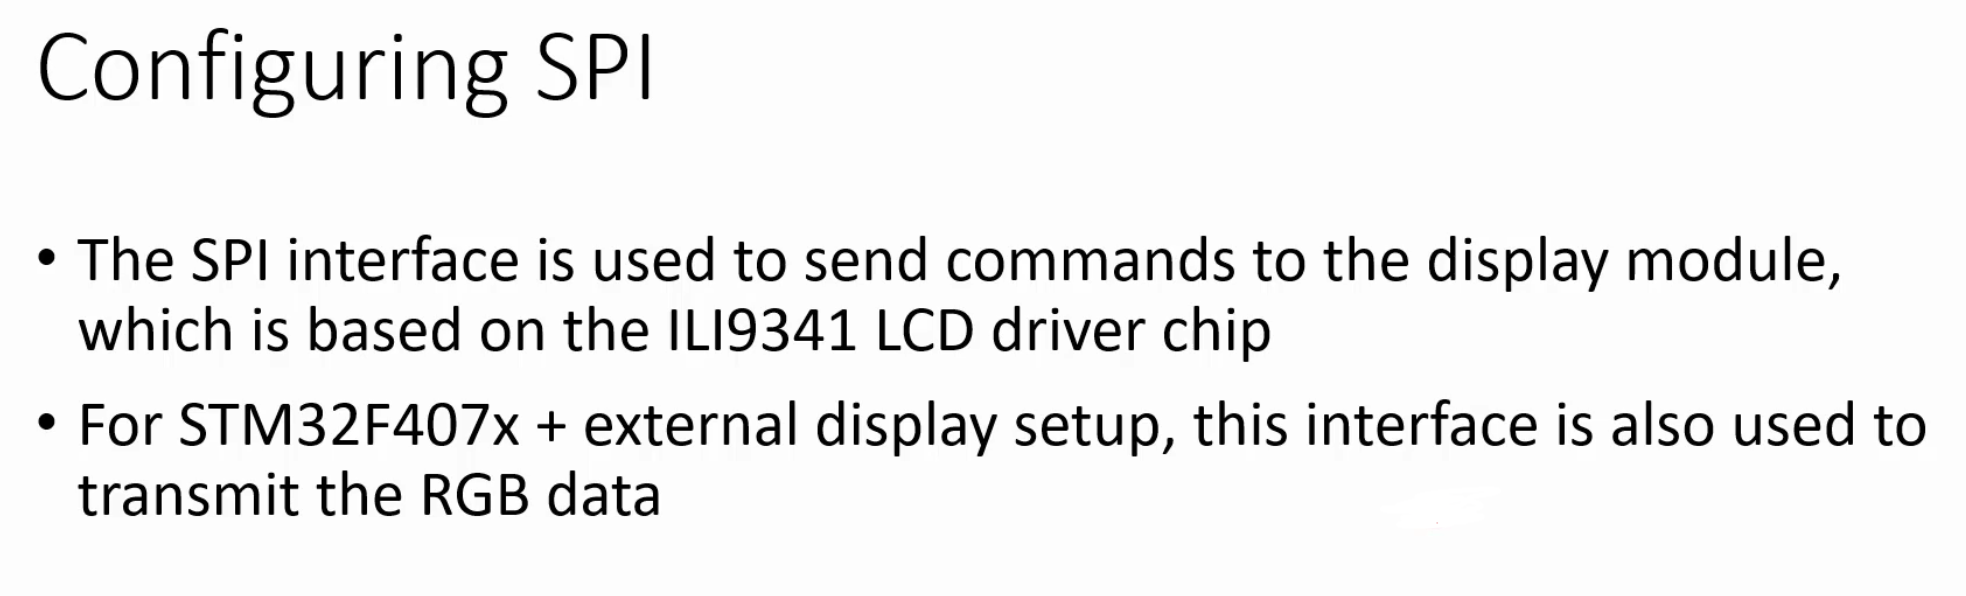 Configuring SPI
• The SPI interface is used to send commands to the display module,
which is based on the ILI9341 LCD driver chip
• For STM32F407x + external display setup, this interface is also used to
transmit the RGB data